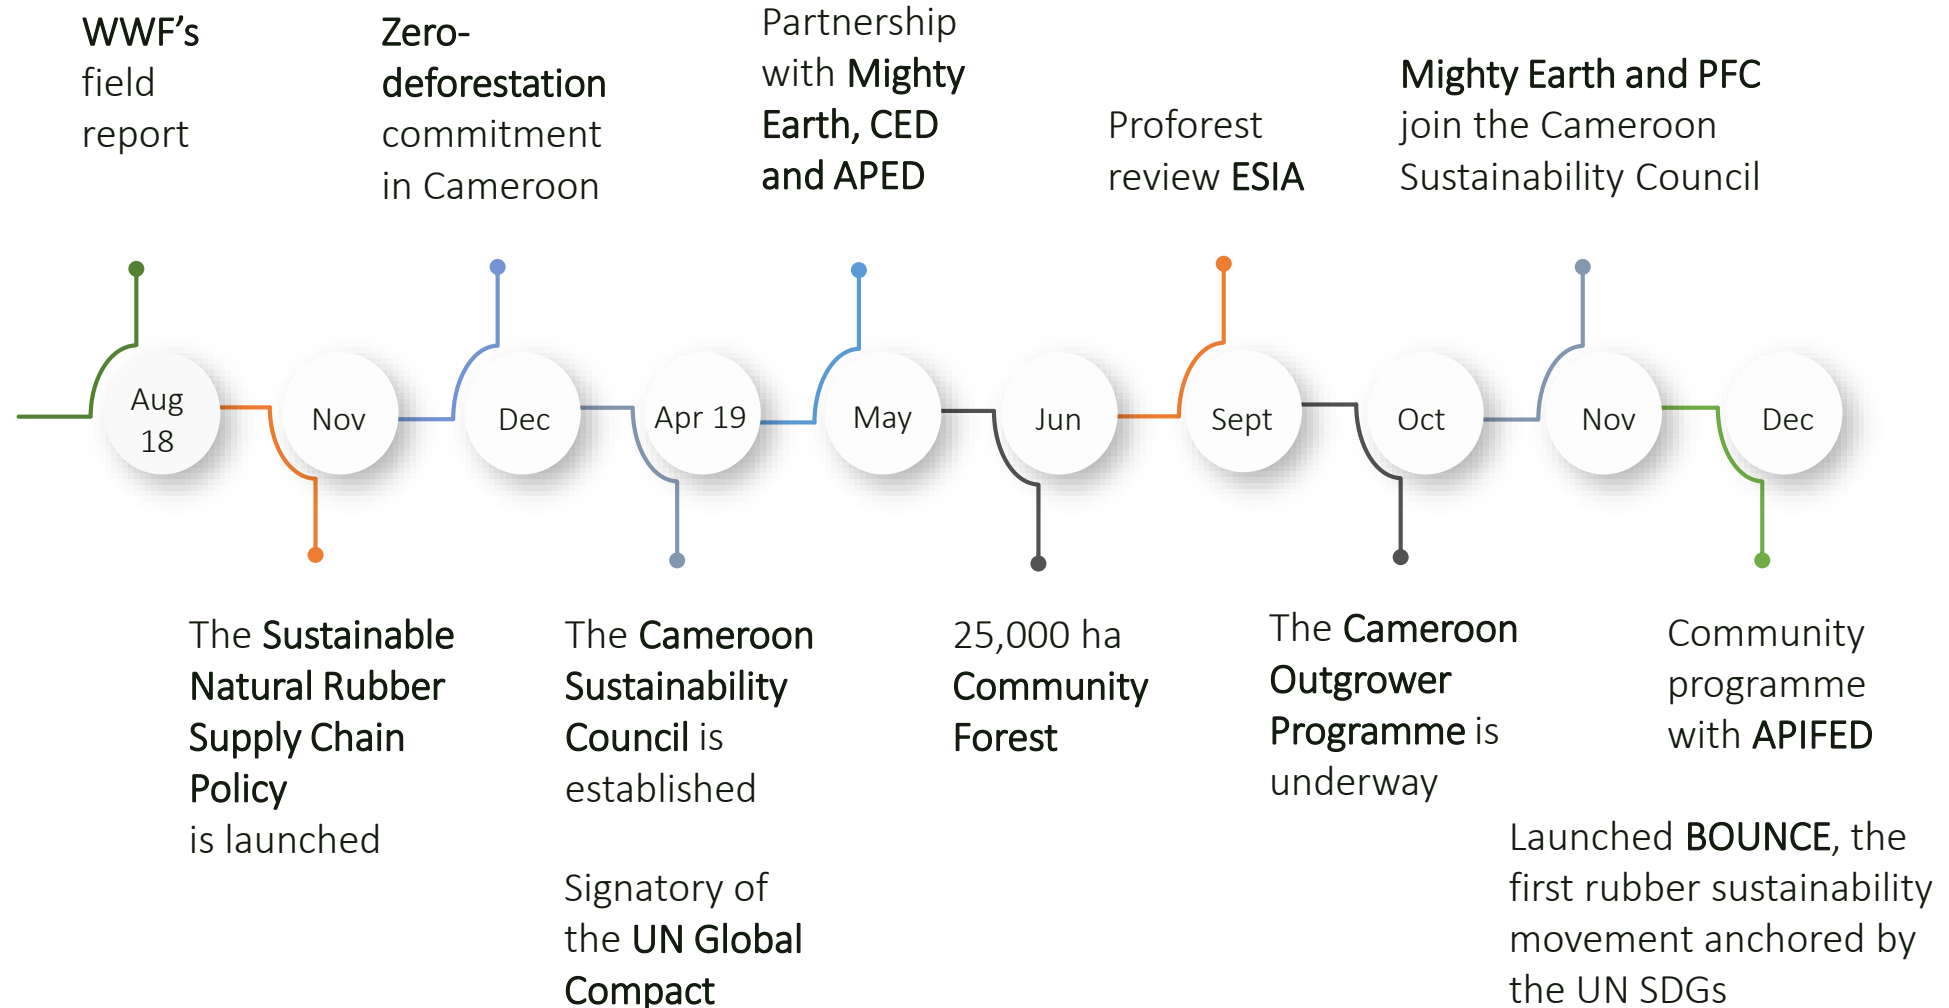 WWF's
field
report
Zero-
deforestation
commitment
in Cameroon
Partnership
with Mighty
Earth, CED
and APED
Proforest
review ESIA
Mighty Earth and PFC
join the Cameroon
Sustainability Council
Aug
18
Nov
Dec
Apr 19
May
Jun
Sept
Oct
Nov
Dec
The Sustainable
Natural Rubber
Supply Chain
Policy
is launched
The Cameroon
Sustainability
Council is
established
Signatory of
the UN Global
Compact
25,000 ha
Community
Forest
The Cameroon
Outgrower
Programme is
underway
Community
programme
with APIFED
Launched BOUNCE, the
first rubber sustainability
movement anchored by
the UN SDGs